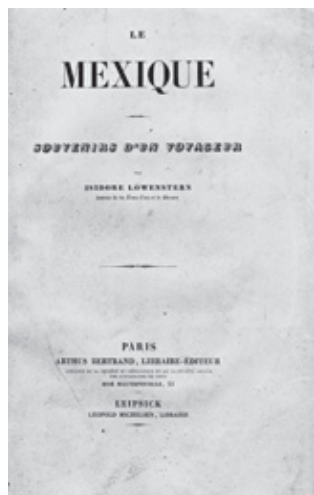 LE
MEXIQUE
SOUVENIRS D'UN VOYAGEUR
PAR
ISIDORE LÖWENSTERN
PARIS
ARTHUS BERTRAND, LIBRAIRE-ÉDITEUR
RUE HAUTEFEUILLE, 23
LEIPSICK
LEOPOLD MICHELSEN, LIBRAIRE